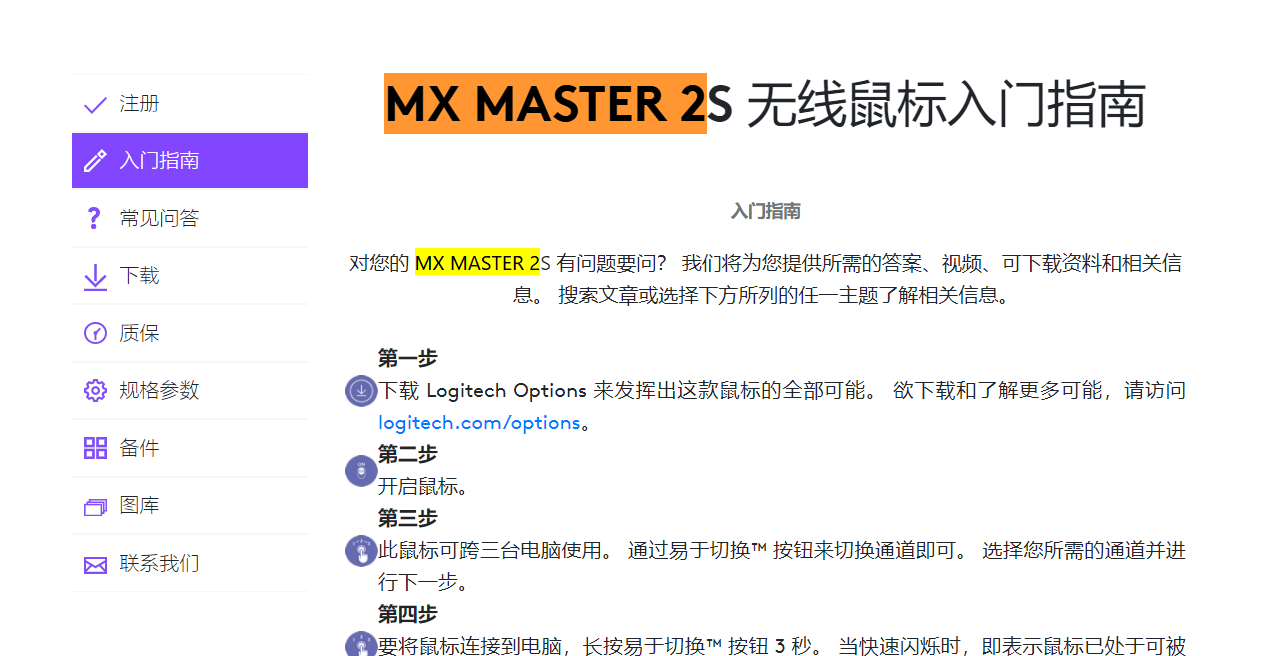 注册
入门指南
常见问答
下载
质保
规格参数
备件
图库
联系我们
MX MASTER 2S 无线鼠标入门指南
入门指南
对您的 MX MASTER 2S 有问题要问? 我们将为您提供所需的答案、视频、可下载资料和相关信
息。 搜索文章或选择下方所列的任一主题了解相关信息。
第一步
下载 Logitech Options 来发挥出这款鼠标的全部可能。 欲下载和了解更多可能，请访问
logitech.com/options。
第二步
ON
开启鼠标。
第三步
此鼠标可跨三台电脑使用。 通过易于切换™ 按钮来切换通道即可。 选择您所需的通道并进
行下一步。
第四步
要将鼠标连接到电脑，长按易于切换™ 按钮 3 秒。 当快速闪烁时，即表示鼠标已处于可被